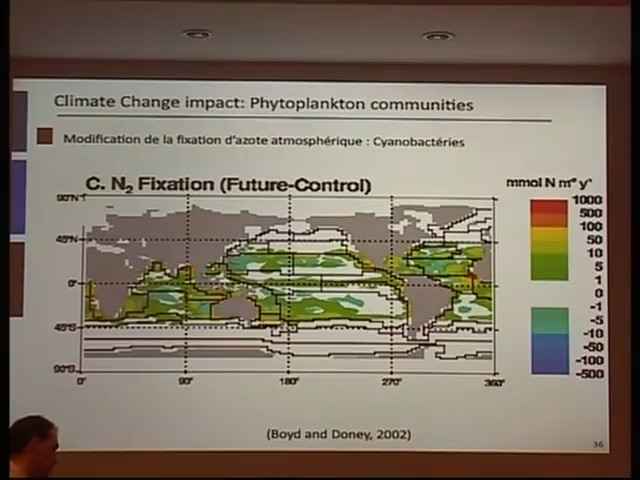 Climate Change impact: Phytoplankton communities
Modification de la fixation d'azote atmosphérique : Cyanobactéries
C. N₂ Fixation (Future-Control)
mmol N m⁻² y⁻¹
90°N
45°N
0°
45°S
90°S
0°
90°
180°
270°
360°
1000
500
100
50
10
5
1
0
-1
-5
-10
-50
-100
-500
(Boyd and Doney, 2002)
36